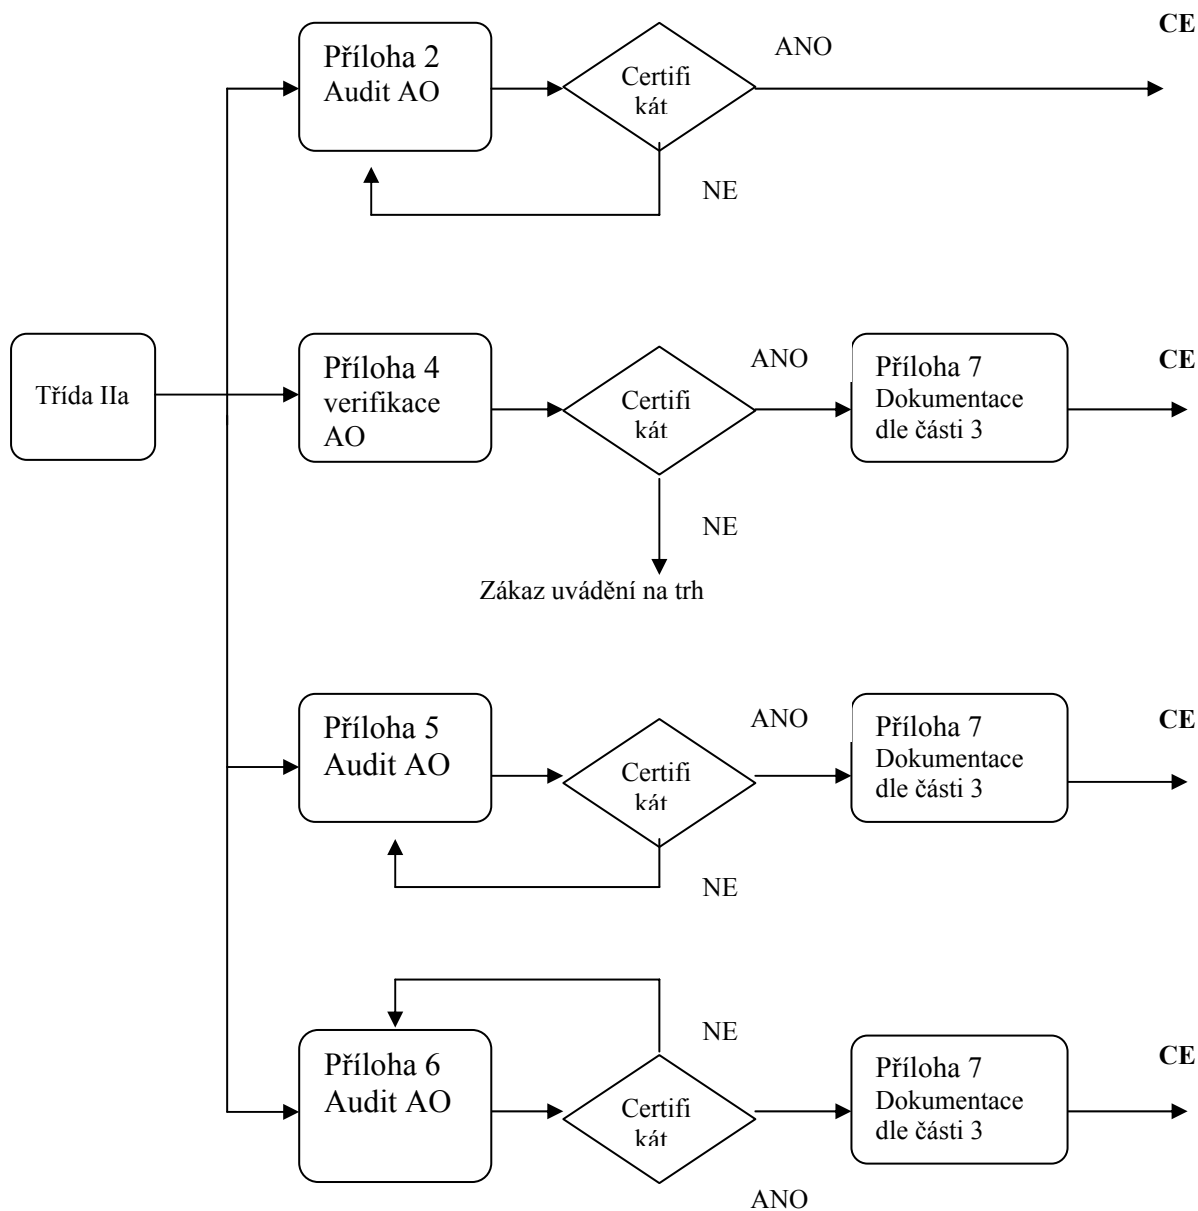 CE
Příloha 2
Audit AO
Certifi
kát
ANO
NE
Třída IIa
Příloha 4
verifikace
AO
Certifi
kát
ANO
Příloha 7
Dokumentace
dle části 3
CE
NE
Zákaz uvádění na trh
Příloha 5
Audit AO
Certifi
kát
ANO
Příloha 7
Dokumentace
dle části 3
CE
NE
Příloha 6
Audit AO
NE
Certifi
kát
Příloha 7
Dokumentace
dle části 3
CE
ANO